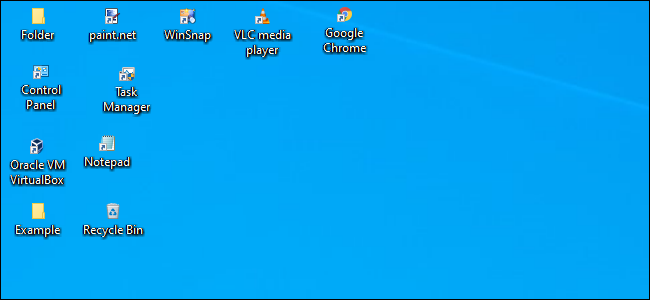 Folder
paint.net
WinSnap
VLC media
player
Google
Chrome
Control
Panel
Task
Manager
Oracle VM
VirtualBox
Notepad
Example
Recycle Bin